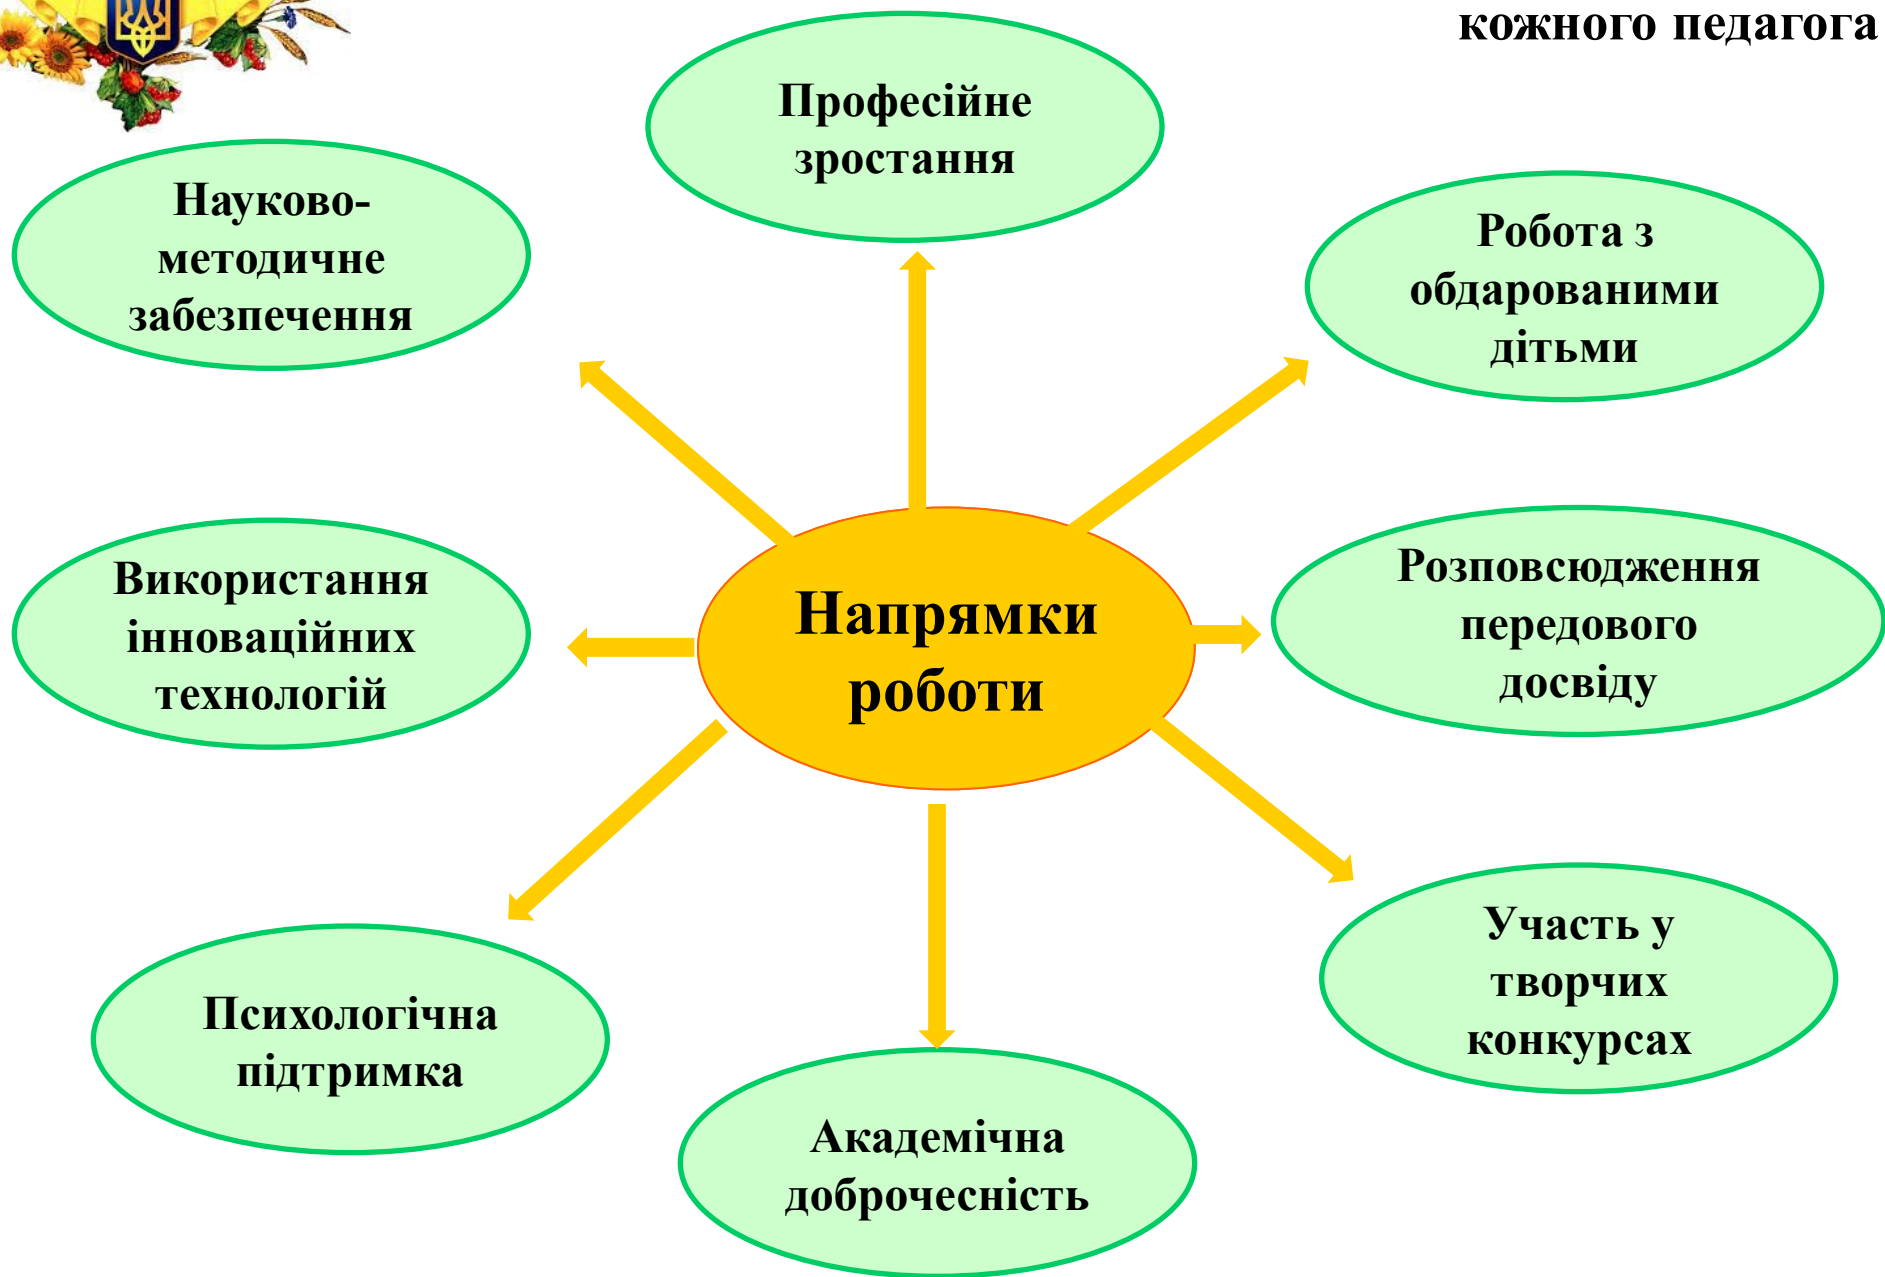 кожного педагога
Професійне
зростання
Науково-
методичне
забезпечення
Робота з
обдарованими
дітьми
Використання
інноваційних
технологій
Напрямки
роботи
Розповсюдження
передового
досвіду
Психологічна
підтримка
Академічна
доброчесність
Участь у
творчих
конкурсах